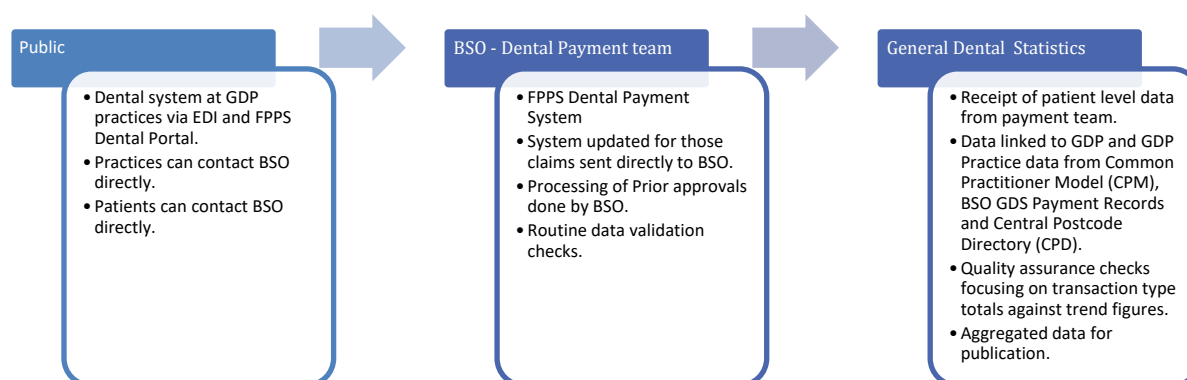 Public
• Dental system at GDP
practices via EDI and FPPS
Dental Portal.
• Practices can contact BSO
directly.
• Patients can contact BSO
directly.
BSO - Dental Payment team
• FPPS Dental Payment
System
• System updated for those
claims sent directly to BSO.
• Processing of Prior approvals
done by BSO.
• Routine data validation
checks.
General Dental Statistics
• Receipt of patient level data
from payment team.
• Data linked to GDP and GDP
Practice data from Common
Practitioner Model (CPM),
BSO GDS Payment Records
and Central Postcode
Directory (CPD).
• Quality assurance checks
focusing on transaction type
totals against trend figures.
• Aggregated data for
publication.